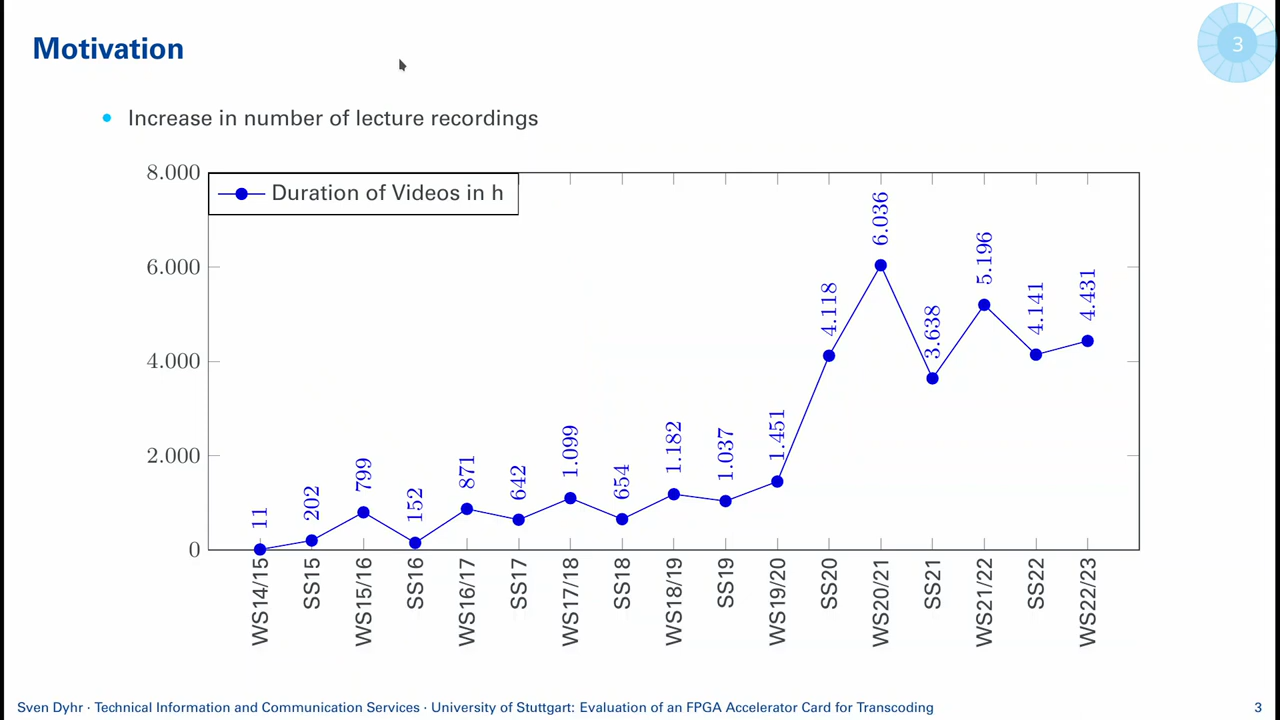 Motivation
3
Increase in number of lecture recordings
Duration of Videos in h
8.000
6.000
4.000
2.000
0
11
202
799
152
871
642
1.099
654
1.182
1.037
1.451
4.118
6.036
3.638
5.196
4.141
4.431
WS14/15
SS15
WS15/16
SS16
WS16/17
SS17
WS17/18
SS18
WS18/19
SS19
WS19/20
SS20
WS20/21
SS21
WS21/22
SS22
WS22/23
Sven Dyhr · Technical Information and Communication Services · University of Stuttgart: Evaluation of an FPGA Accelerator Card for Transcoding
3